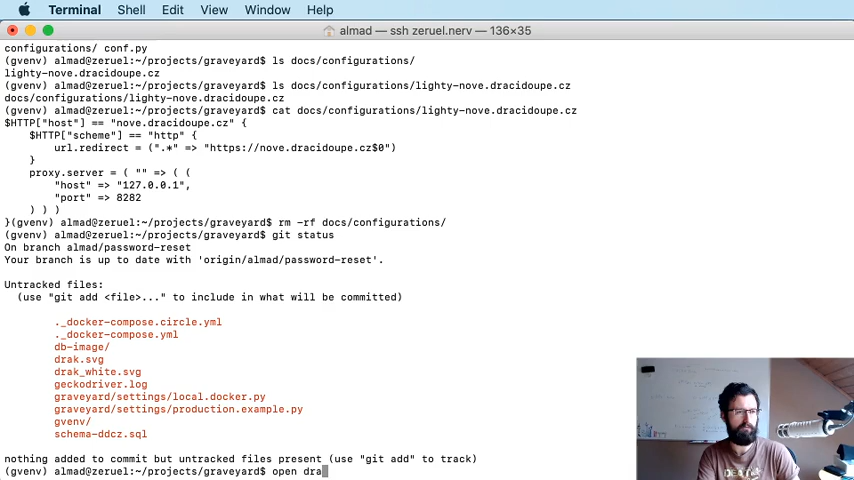 Terminal Shell Edit View Window Help
almad — ssh zeruel.nerv — 136×35
configurations/ conf.py
(gvenv) almad@zeruel:~/projects/graveyard$ ls docs/configurations/
lighty-nove.dracidoupe.cz
(gvenv) almad@zeruel:~/projects/graveyard$ ls docs/configurations/lighty-nove.dracidoupe.cz
docs/configurations/lighty-nove.dracidoupe.cz
(gvenv) almad@zeruel:~/projects/graveyard$ cat docs/configurations/lighty-nove.dracidoupe.cz
$HTTP["host"] == "nove.dracidoupe.cz" {
    $HTTP["scheme"] == "http" {
        url.redirect = (".*" => "https://nove.dracidoupe.cz$0")
    }
    proxy.server = ( "" => ( (
        "host" => "127.0.0.1",
        "port" => 8282
    ) ) )
}(gvenv) almad@zeruel:~/projects/graveyard$ rm -rf docs/configurations/
(gvenv) almad@zeruel:~/projects/graveyard$ git status
On branch almad/password-reset
Your branch is up to date with 'origin/almad/password-reset'.
Untracked files:
  (use "git add <file>..." to include in what will be committed)
        ._docker-compose.circle.yml
        ._docker-compose.yml
        db-image/
        drak.svg
        drak_white.svg
        geckodriver.log
        graveyard/settings/local.docker.py
        graveyard/settings/production.example.py
        gvenv/
        schema-ddcz.sql
nothing added to commit but untracked files present (use "git add" to track)
(gvenv) almad@zeruel:~/projects/graveyard$ open dra